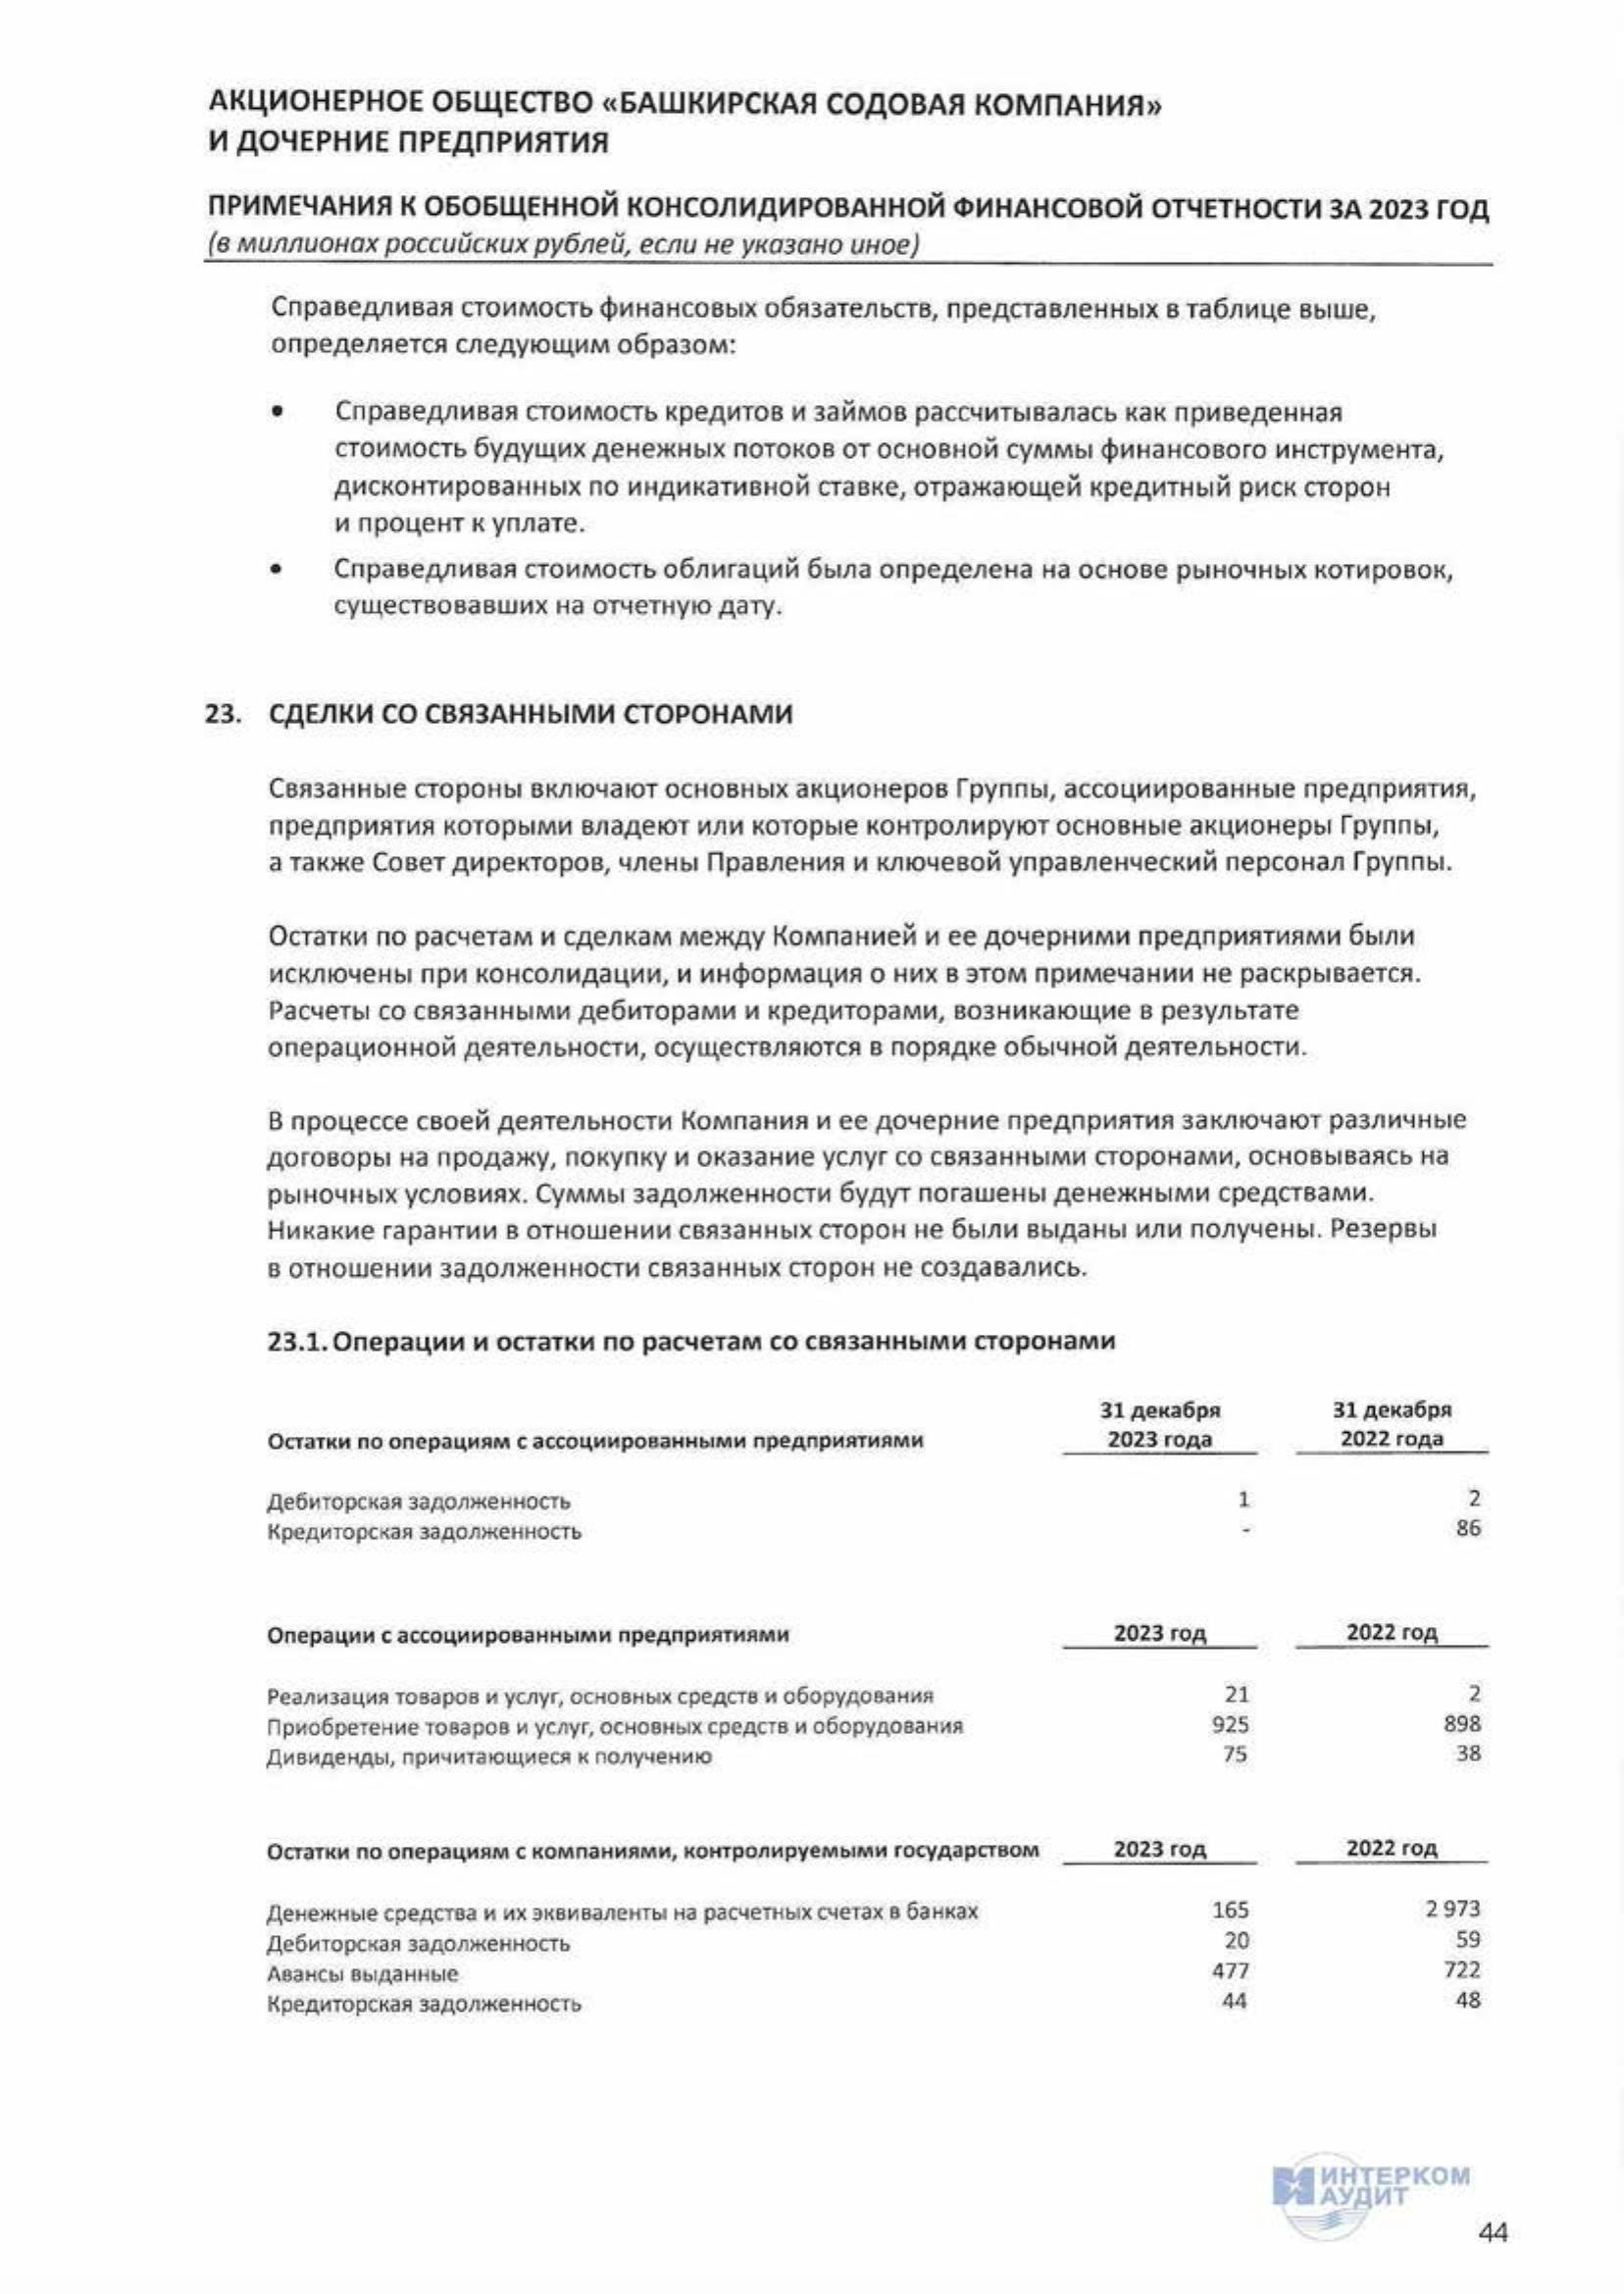 АКЦИОНЕРНОЕ ОБЩЕСТВО «БАШКИРСКАЯ СОДОВАЯ КОМПАНИЯ»
И ДОЧЕРНИЕ ПРЕДПРИЯТИЯ
ПРИМЕЧАНИЯ К ОБОБЩЕННОЙ КОНСОЛИДИРОВАННОЙ ФИНАНСОВОЙ ОТЧЕТНОСТИ ЗА 2023 ГОД
(в миллионах российских рублей, если не указано иное)
Справедливая стоимость финансовых обязательств, представленных в таблице выше,
определяется следующим образом:
• Справедливая стоимость кредитов и займов рассчитывалась как приведенная
стоимость будущих денежных потоков от основной суммы финансового инструмента,
дисконтированных по индикативной ставке, отражающей кредитный риск сторон
и процент к уплате.
• Справедливая стоимость облигаций была определена на основе рыночных котировок,
существовавших на отчетную дату.
23. СДЕЛКИ СО СВЯЗАННЫМИ СТОРОНАМИ
Связанные стороны включают основных акционеров Группы, ассоциированные предприятия,
предприятия которыми владеют или которые контролируют основные акционеры Группы,
а также Совет директоров, члены Правления и ключевой управленческий персонал Группы.
Остатки по расчетам и сделкам между Компанией и ее дочерними предприятиями были
исключены при консолидации, и информация о них в этом примечании не раскрывается.
Расчеты со связанными дебиторами и кредиторами, возникающие в результате
операционной деятельности, осуществляются в порядке обычной деятельности.
В процессе своей деятельности Компания и ее дочерние предприятия заключают различные
договоры на продажу, покупку и оказание услуг со связанными сторонами, основываясь на
рыночных условиях. Суммы задолженности будут погашены денежными средствами.
Никакие гарантии в отношении связанных сторон не были выданы или получены. Резервы
в отношении задолженности связанных сторон не создавались.
23.1. Операции и остатки по расчетам со связанными сторонами
31 декабря 31 декабря
Остатки по операциям с ассоциированными предприятиями 2023 года 2022 года
Дебиторская задолженность 1 2
Кредиторская задолженность - 86
Операции с ассоциированными предприятиями 2023 год 2022 год
Реализация товаров и услуг, основных средств и оборудования 21 2
Приобретение товаров и услуг, основных средств и оборудования 925 898
Дивиденды, причитающиеся к получению 75 38
Остатки по операциям с компаниями, контролируемыми государством 2023 год 2022 год
Денежные средства и их эквиваленты на расчетных счетах в банках 165 2 973
Дебиторская задолженность 20 59
Авансы выданные 477 722
Кредиторская задолженность 44 48
ИНТЕРКОМ
АУДИТ
44